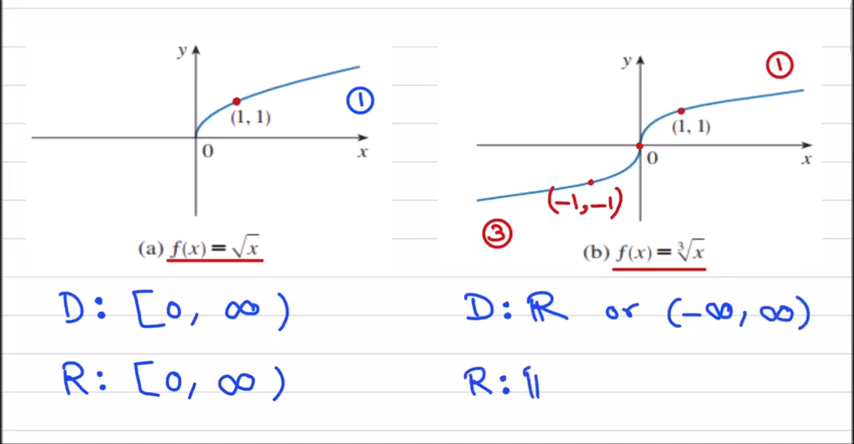 y
①
(1, 1)
0
x
(a) f(x) = √x
D: [0, ∞)
R: [0, ∞)
y
①
(1, 1)
0
x
(-1, -1)
③
(b) f(x) = ∛x
D: ℝ or (-∞, ∞)
R: